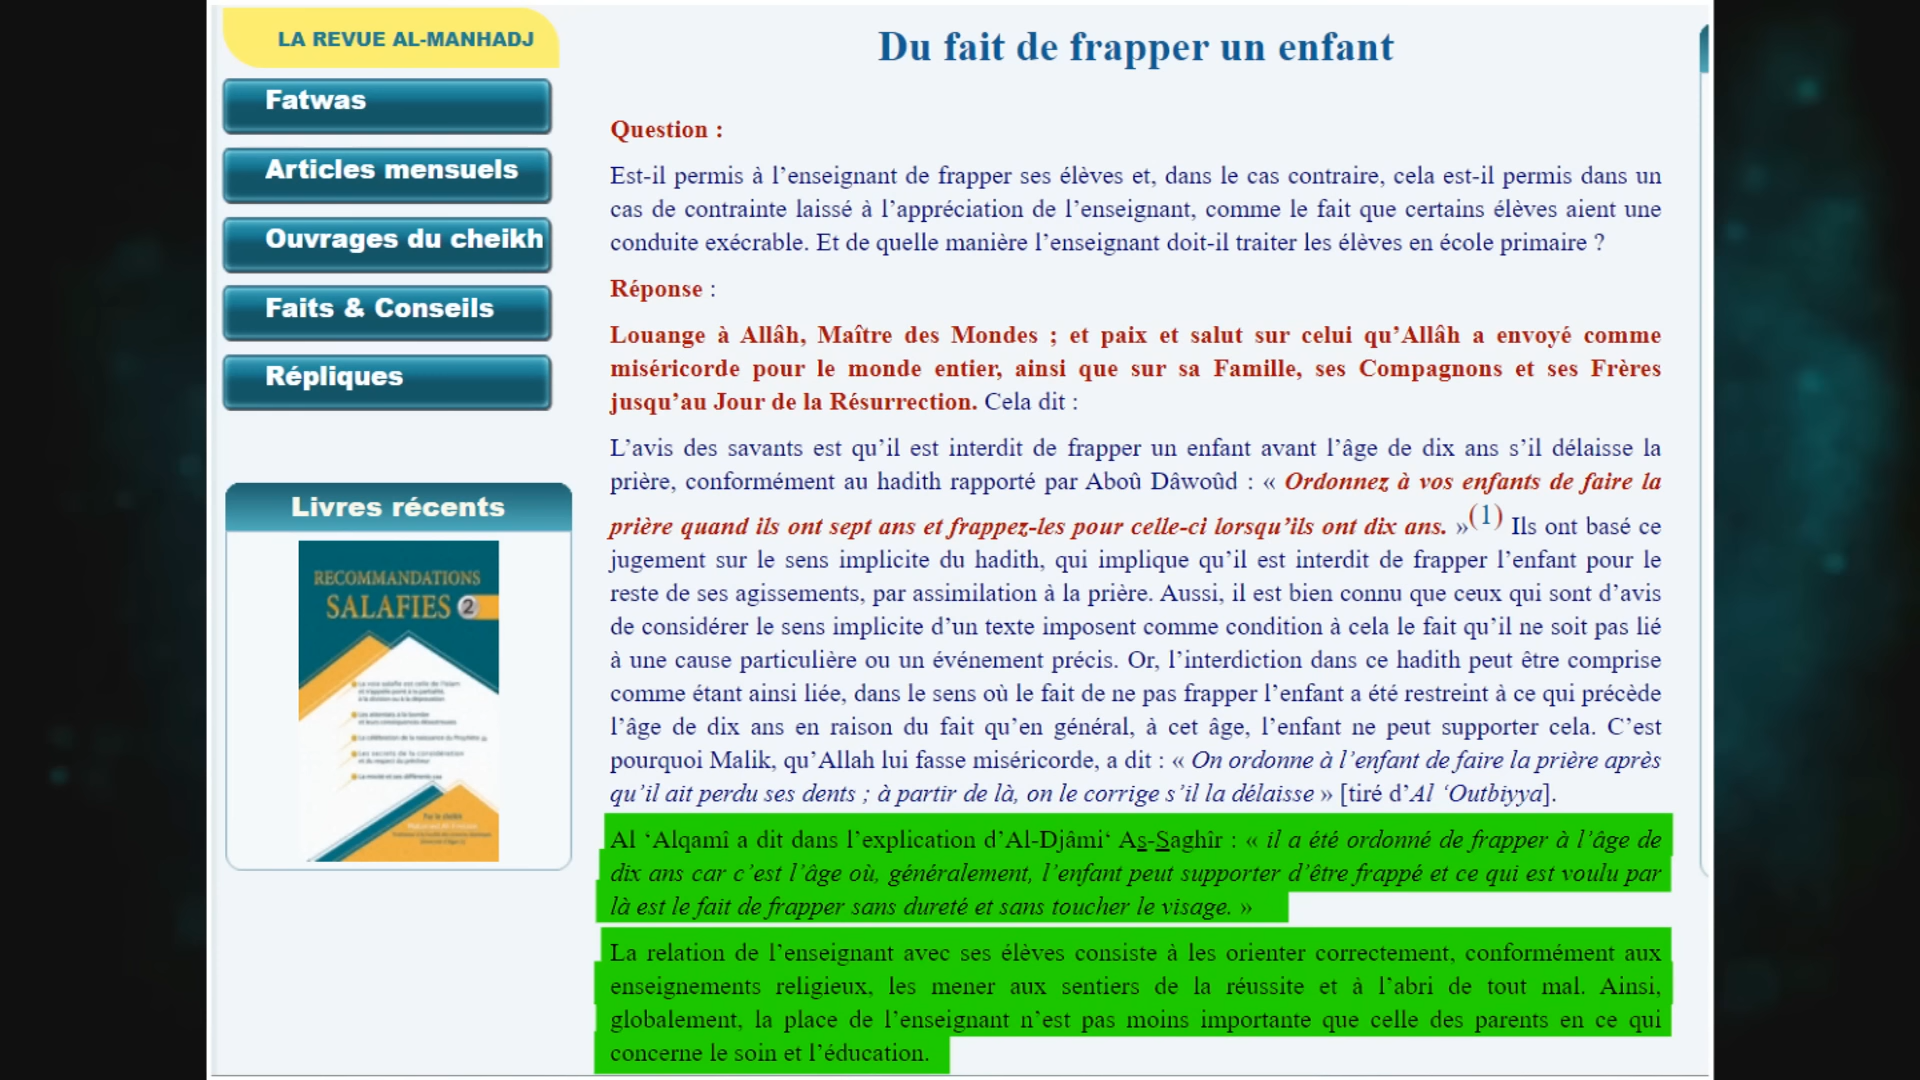 LA REVUE AL-MANHADJ
Fatwas
Articles mensuels
Ouvrages du cheikh
Faits & Conseils
Répliques
Livres récents
RECOMMANDATIONS
SALAFIES 2
Du fait de frapper un enfant
Question :
Est-il permis à l’enseignant de frapper ses élèves et, dans le cas contraire, cela est-il permis dans un
cas de contrainte laissé à l’appréciation de l’enseignant, comme le fait que certains élèves aient une
conduite exécrable. Et de quelle manière l’enseignant doit-il traiter les élèves en école primaire ?
Réponse :
Louange à Allâh, Maître des Mondes ; et paix et salut sur celui qu’Allâh a envoyé comme
miséricorde pour le monde entier, ainsi que sur sa Famille, ses Compagnons et ses Frères
jusqu’au Jour de la Résurrection. Cela dit :
L’avis des savants est qu’il est interdit de frapper un enfant avant l’âge de dix ans s’il délaisse la
prière, conformément au hadith rapporté par Aboû Dâwoûd : « Ordonnez à vos enfants de faire la
prière quand ils ont sept ans et frappez-les pour celle-ci lorsqu’ils ont dix ans. »(1) Ils ont basé ce
jugement sur le sens implicite du hadith, qui implique qu’il est interdit de frapper l’enfant pour le
reste de ses agissements, par assimilation à la prière. Aussi, il est bien connu que ceux qui sont d’avis
de considérer le sens implicite d’un texte imposent comme condition à cela le fait qu’il ne soit pas lié
à une cause particulière ou un événement précis. Or, l’interdiction dans ce hadith peut être comprise
comme étant ainsi liée, dans le sens où le fait de ne pas frapper l’enfant a été restreint à ce qui précède
l’âge de dix ans en raison du fait qu’en général, à cet âge, l’enfant ne peut supporter cela. C’est
pourquoi Malik, qu’Allah lui fasse miséricorde, a dit : « On ordonne à l’enfant de faire la prière après
qu’il ait perdu ses dents ; à partir de là, on le corrige s’il la délaisse » [tiré d’Al ‘Outbiyya].
Al ‘Alqamî a dit dans l’explication d’Al-Djâmi‘ As-Saghîr : « il a été ordonné de frapper à l’âge de
dix ans car c’est l’âge où, généralement, l’enfant peut supporter d’être frappé et ce qui est voulu par
là est le fait de frapper sans dureté et sans toucher le visage. »
La relation de l’enseignant avec ses élèves consiste à les orienter correctement, conformément aux
enseignements religieux, les mener aux sentiers de la réussite et à l’abri de tout mal. Ainsi,
globalement, la place de l’enseignant n’est pas moins importante que celle des parents en ce qui
concerne le soin et l’éducation.